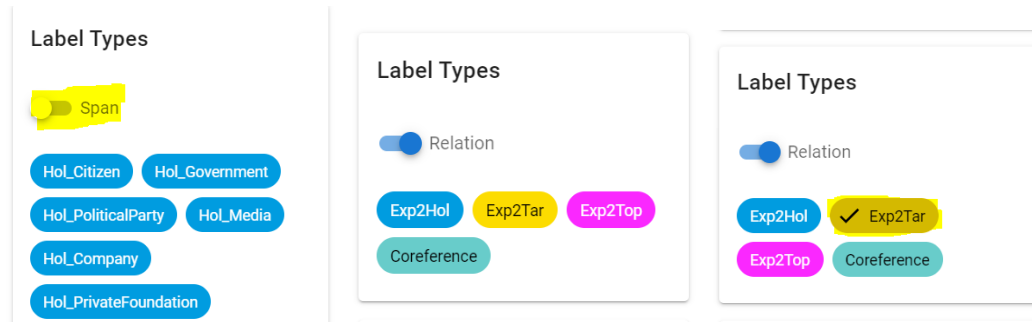 Label Types
Span
Hol_Citizen Hol_Government
Hol_PoliticalParty Hol_Media
Hol_Company
Hol_PrivateFoundation
Label Types
Relation
Exp2Hol Exp2Tar Exp2Top
Coreference
Label Types
Relation
Exp2Hol Exp2Tar
Exp2Top Coreference